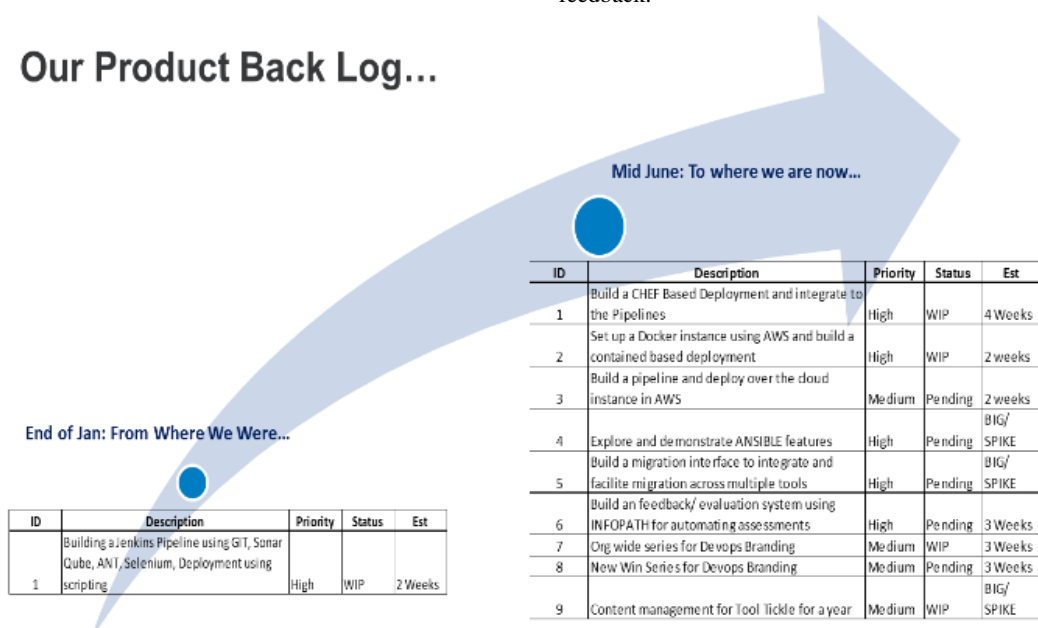 feedback.
Our Product Back Log...
Mid June: To where we are now...
ID Description Priority Status Est
Build a CHEF Based Deployment and integrate to
1 the Pipelines High WIP 4 Weeks
Set up a Docker instance using AWS and build a
2 contained based deployment High WIP 2 weeks
Build a pipeline and deploy over the cloud
3 instance in AWS Medium Pending 2 weeks
BIG/
4 Explore and demonstrate ANSIBLE features High Pending SPIKE
Build a migration interface to integrate and BIG/
5 facilite migration across multiple tools High Pending SPIKE
Build an feedback/ evaluation system using
6 INFOPATH for automating assessments High Pending 3 Weeks
7 Org wide series for Devops Branding Medium WIP 3 Weeks
8 New Win Series for Devops Branding Medium Pending 3 Weeks
BIG/
9 Content management for Tool Tickle for a year Medium WIP SPIKE
End of Jan: From Where We Were...
ID Description Priority Status Est
Building a Jenkins Pipeline using GIT, Sonar
Qube, ANT, Selenium, Deployment using
1 scripting High WIP 2 Weeks